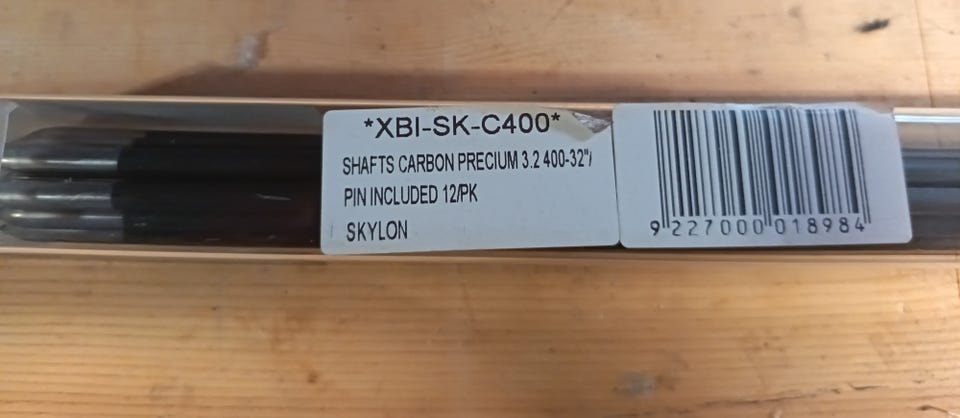 *XBI-SK-C400*
SHAFTS CARBON PRECIUM 3.2 400-32"/
PIN INCLUDED 12/PK
SKYLON
9 227000 018984